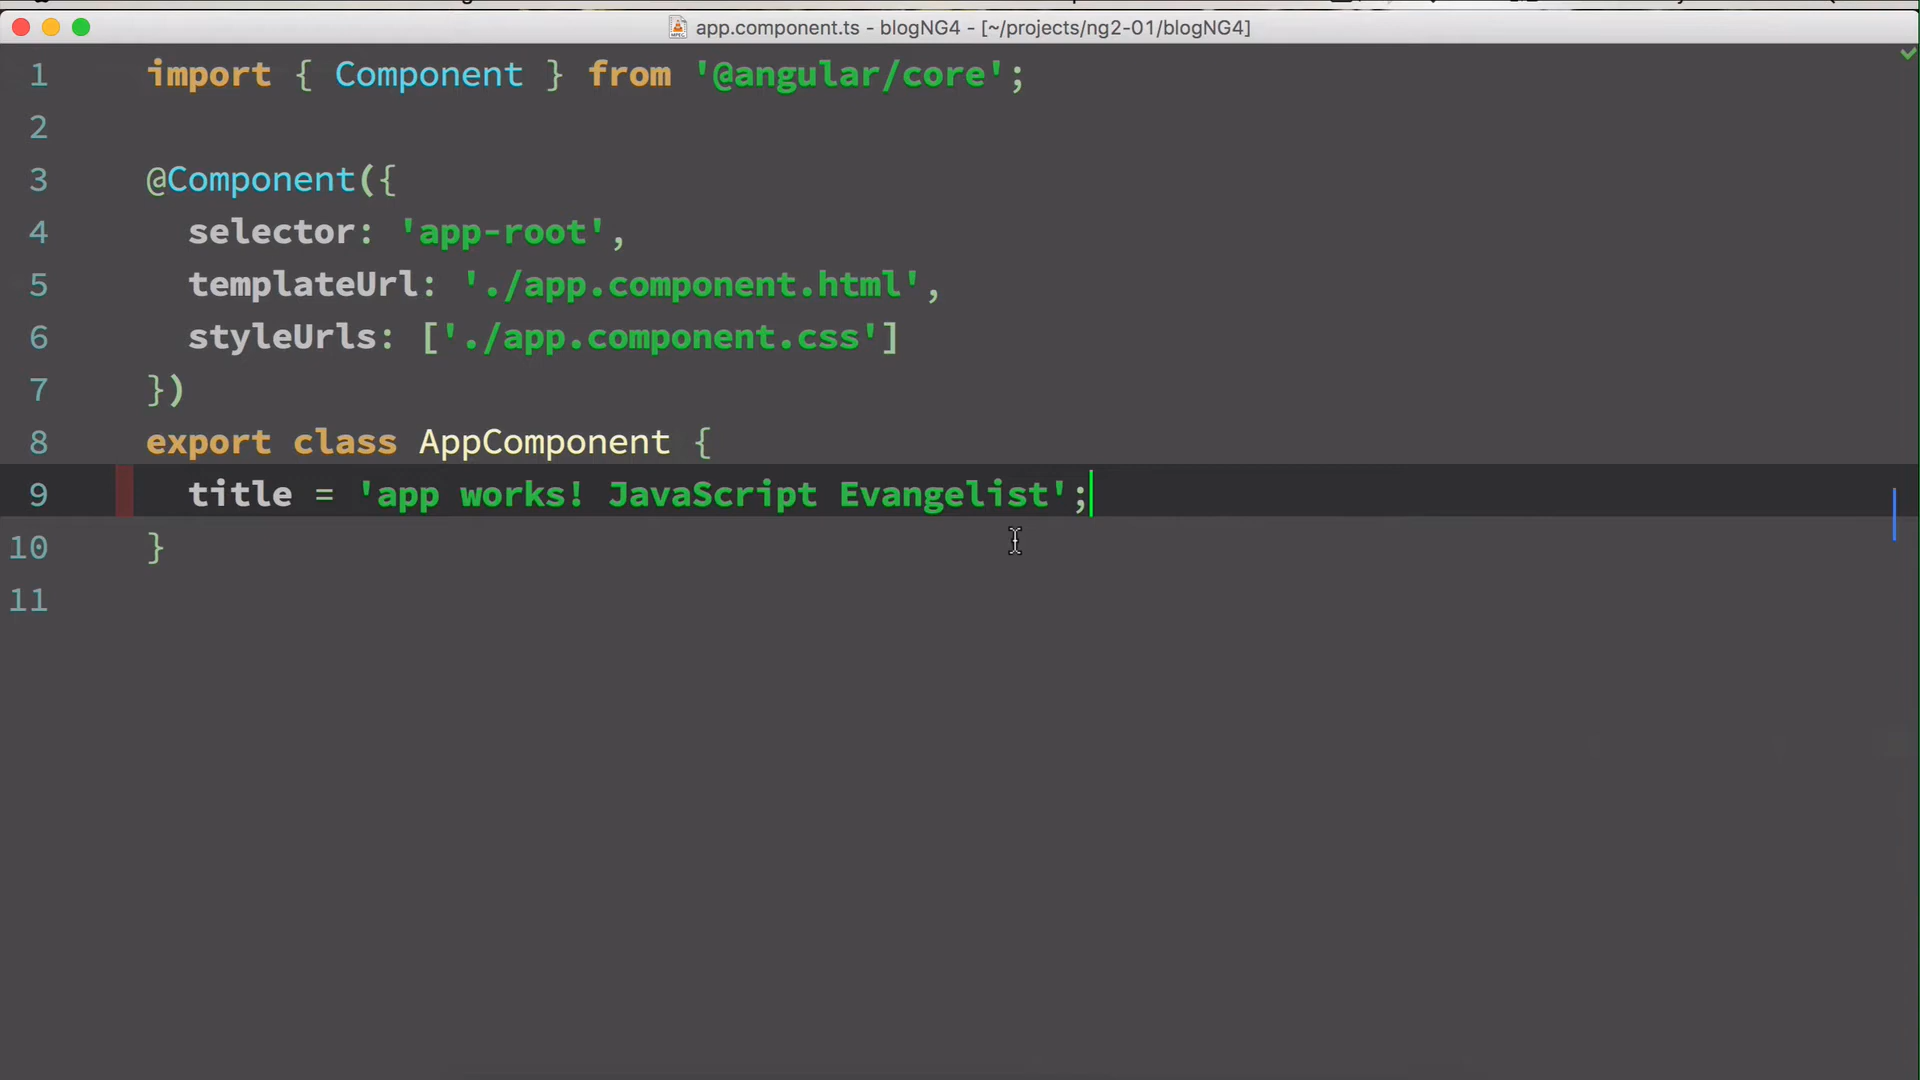 app.component.ts - blogNG4 - [~/projects/ng2-01/blogNG4]
1 import { Component } from '@angular/core';
2
3 @Component({
4 selector: 'app-root',
5 templateUrl: './app.component.html',
6 styleUrls: ['./app.component.css']
7 })
8 export class AppComponent {
9 title = 'app works! JavaScript Evangelist';
10 }
11